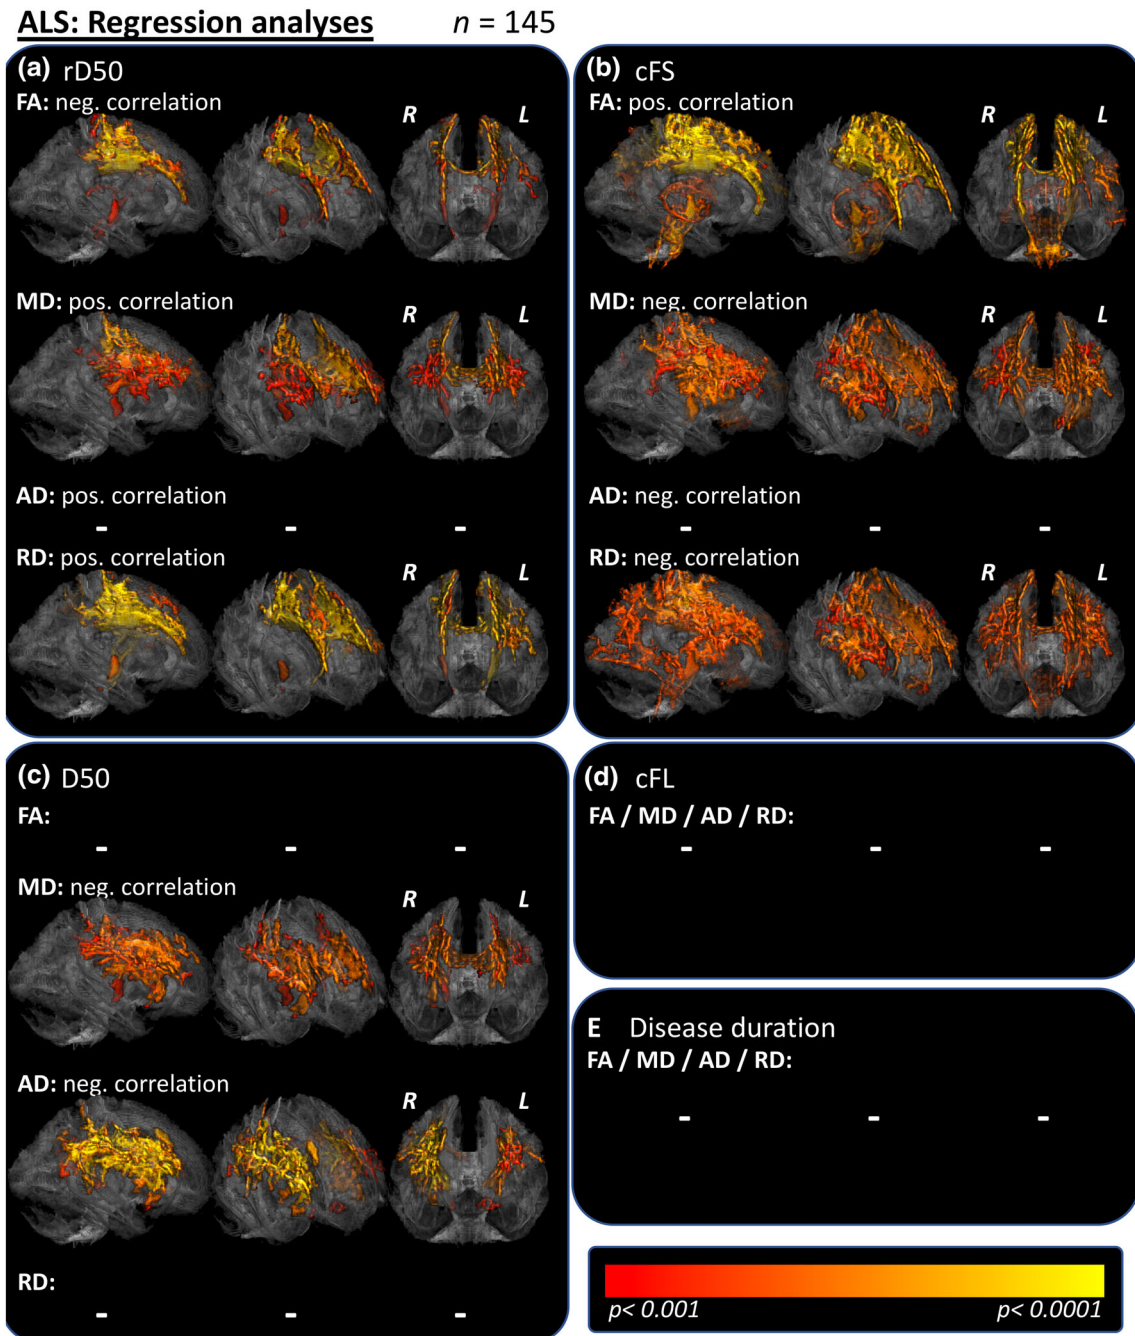 ALS: Regression analyses n = 145
(a) rD50
FA: neg. correlation
R L
MD: pos. correlation
R L
AD: pos. correlation
- - -
RD: pos. correlation
R L
(b) cFS
FA: pos. correlation
R L
MD: neg. correlation
R L
AD: neg. correlation
- - -
RD: neg. correlation
R L
(c) D50
FA:
- - -
MD: neg. correlation
R L
AD: neg. correlation
R L
RD:
- - -
(d) cFL
FA / MD / AD / RD:
- - -
E Disease duration
FA / MD / AD / RD:
- - -
p< 0.001 p< 0.0001